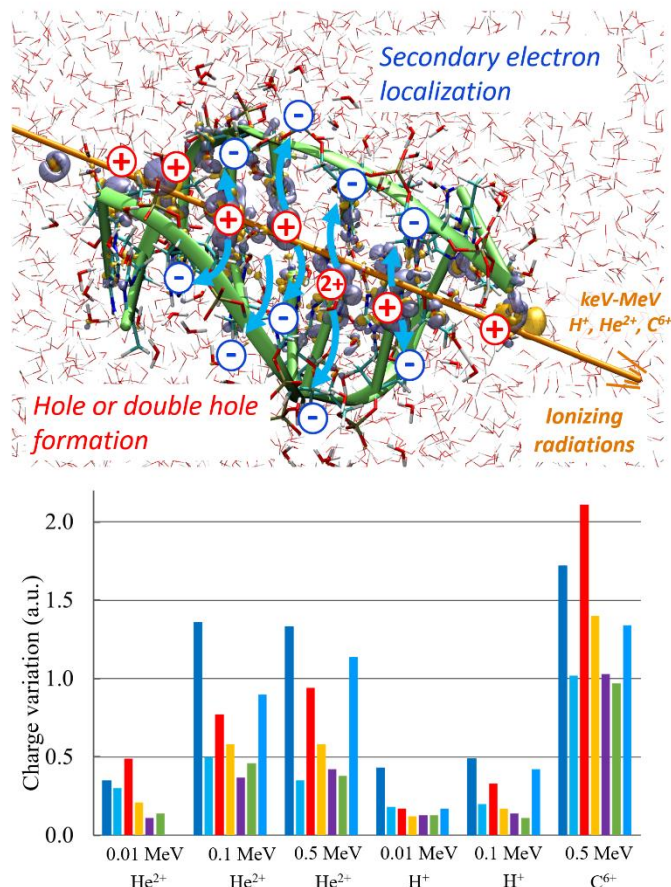 Secondary electron
localization
+
+
-
-
+
+
-
-
-
2+
+
-
+
keV-MeV
H⁺, He²⁺, C⁶⁺
-
-
-
Hole or double hole
formation
Ionizing
radiations
-
2.0
1.5
1.0
0.5
0.0
Charge variation (a.u.)
0.01 MeV 0.1 MeV 0.5 MeV 0.01 MeV 0.1 MeV 0.5 MeV
He²⁺ He²⁺ He²⁺ H⁺ H⁺ C⁶⁺